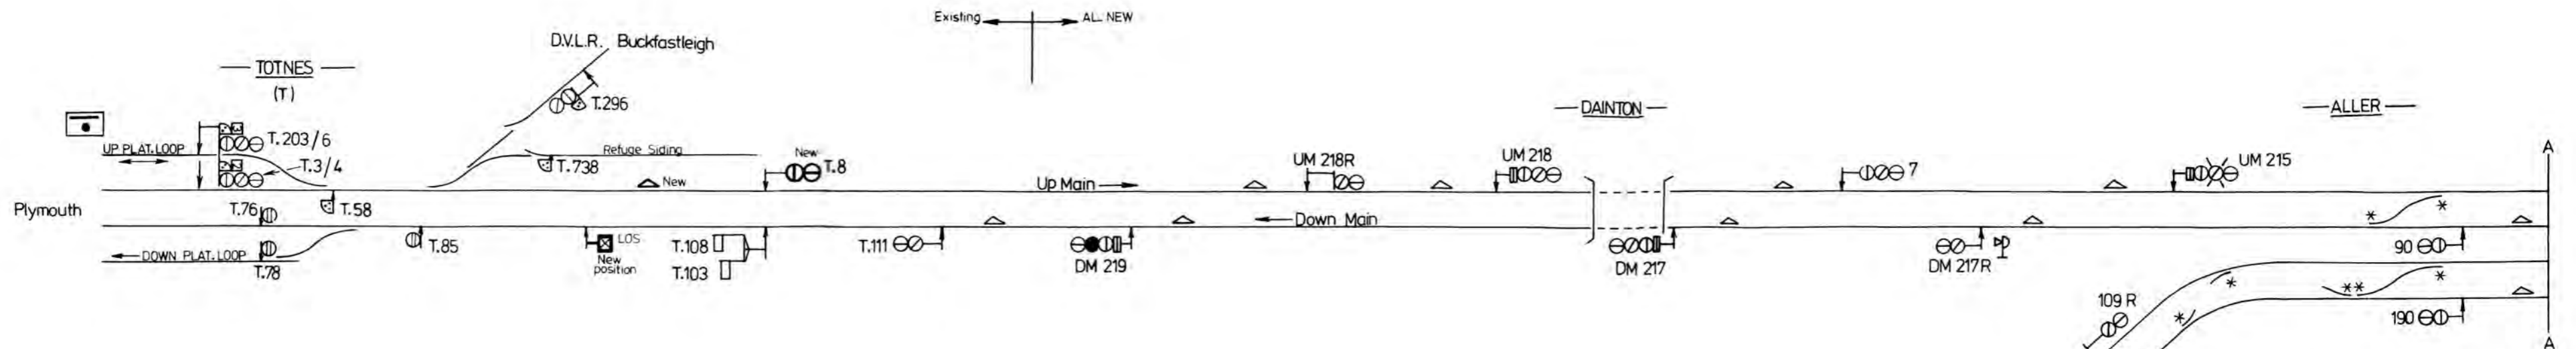 Existing AL NEW
D.V.L.R. Buckfastleigh
TOTNES
(T)
T.296
DAINTON
ALLER
T.203/6
UP PLAT. LOOP
T.3/4
Refuge Siding
T.738
New
T.8
New
UM 218R
UM 218
7
UM 215
A
Up Main
Plymouth
T.76
T.58
Down Main
T.85
LOS
New
position
T.108
T.103
T.111
DM 219
DM 217
DM 217R
90
DOWN PLAT. LOOP
T.78
109 R
190
A